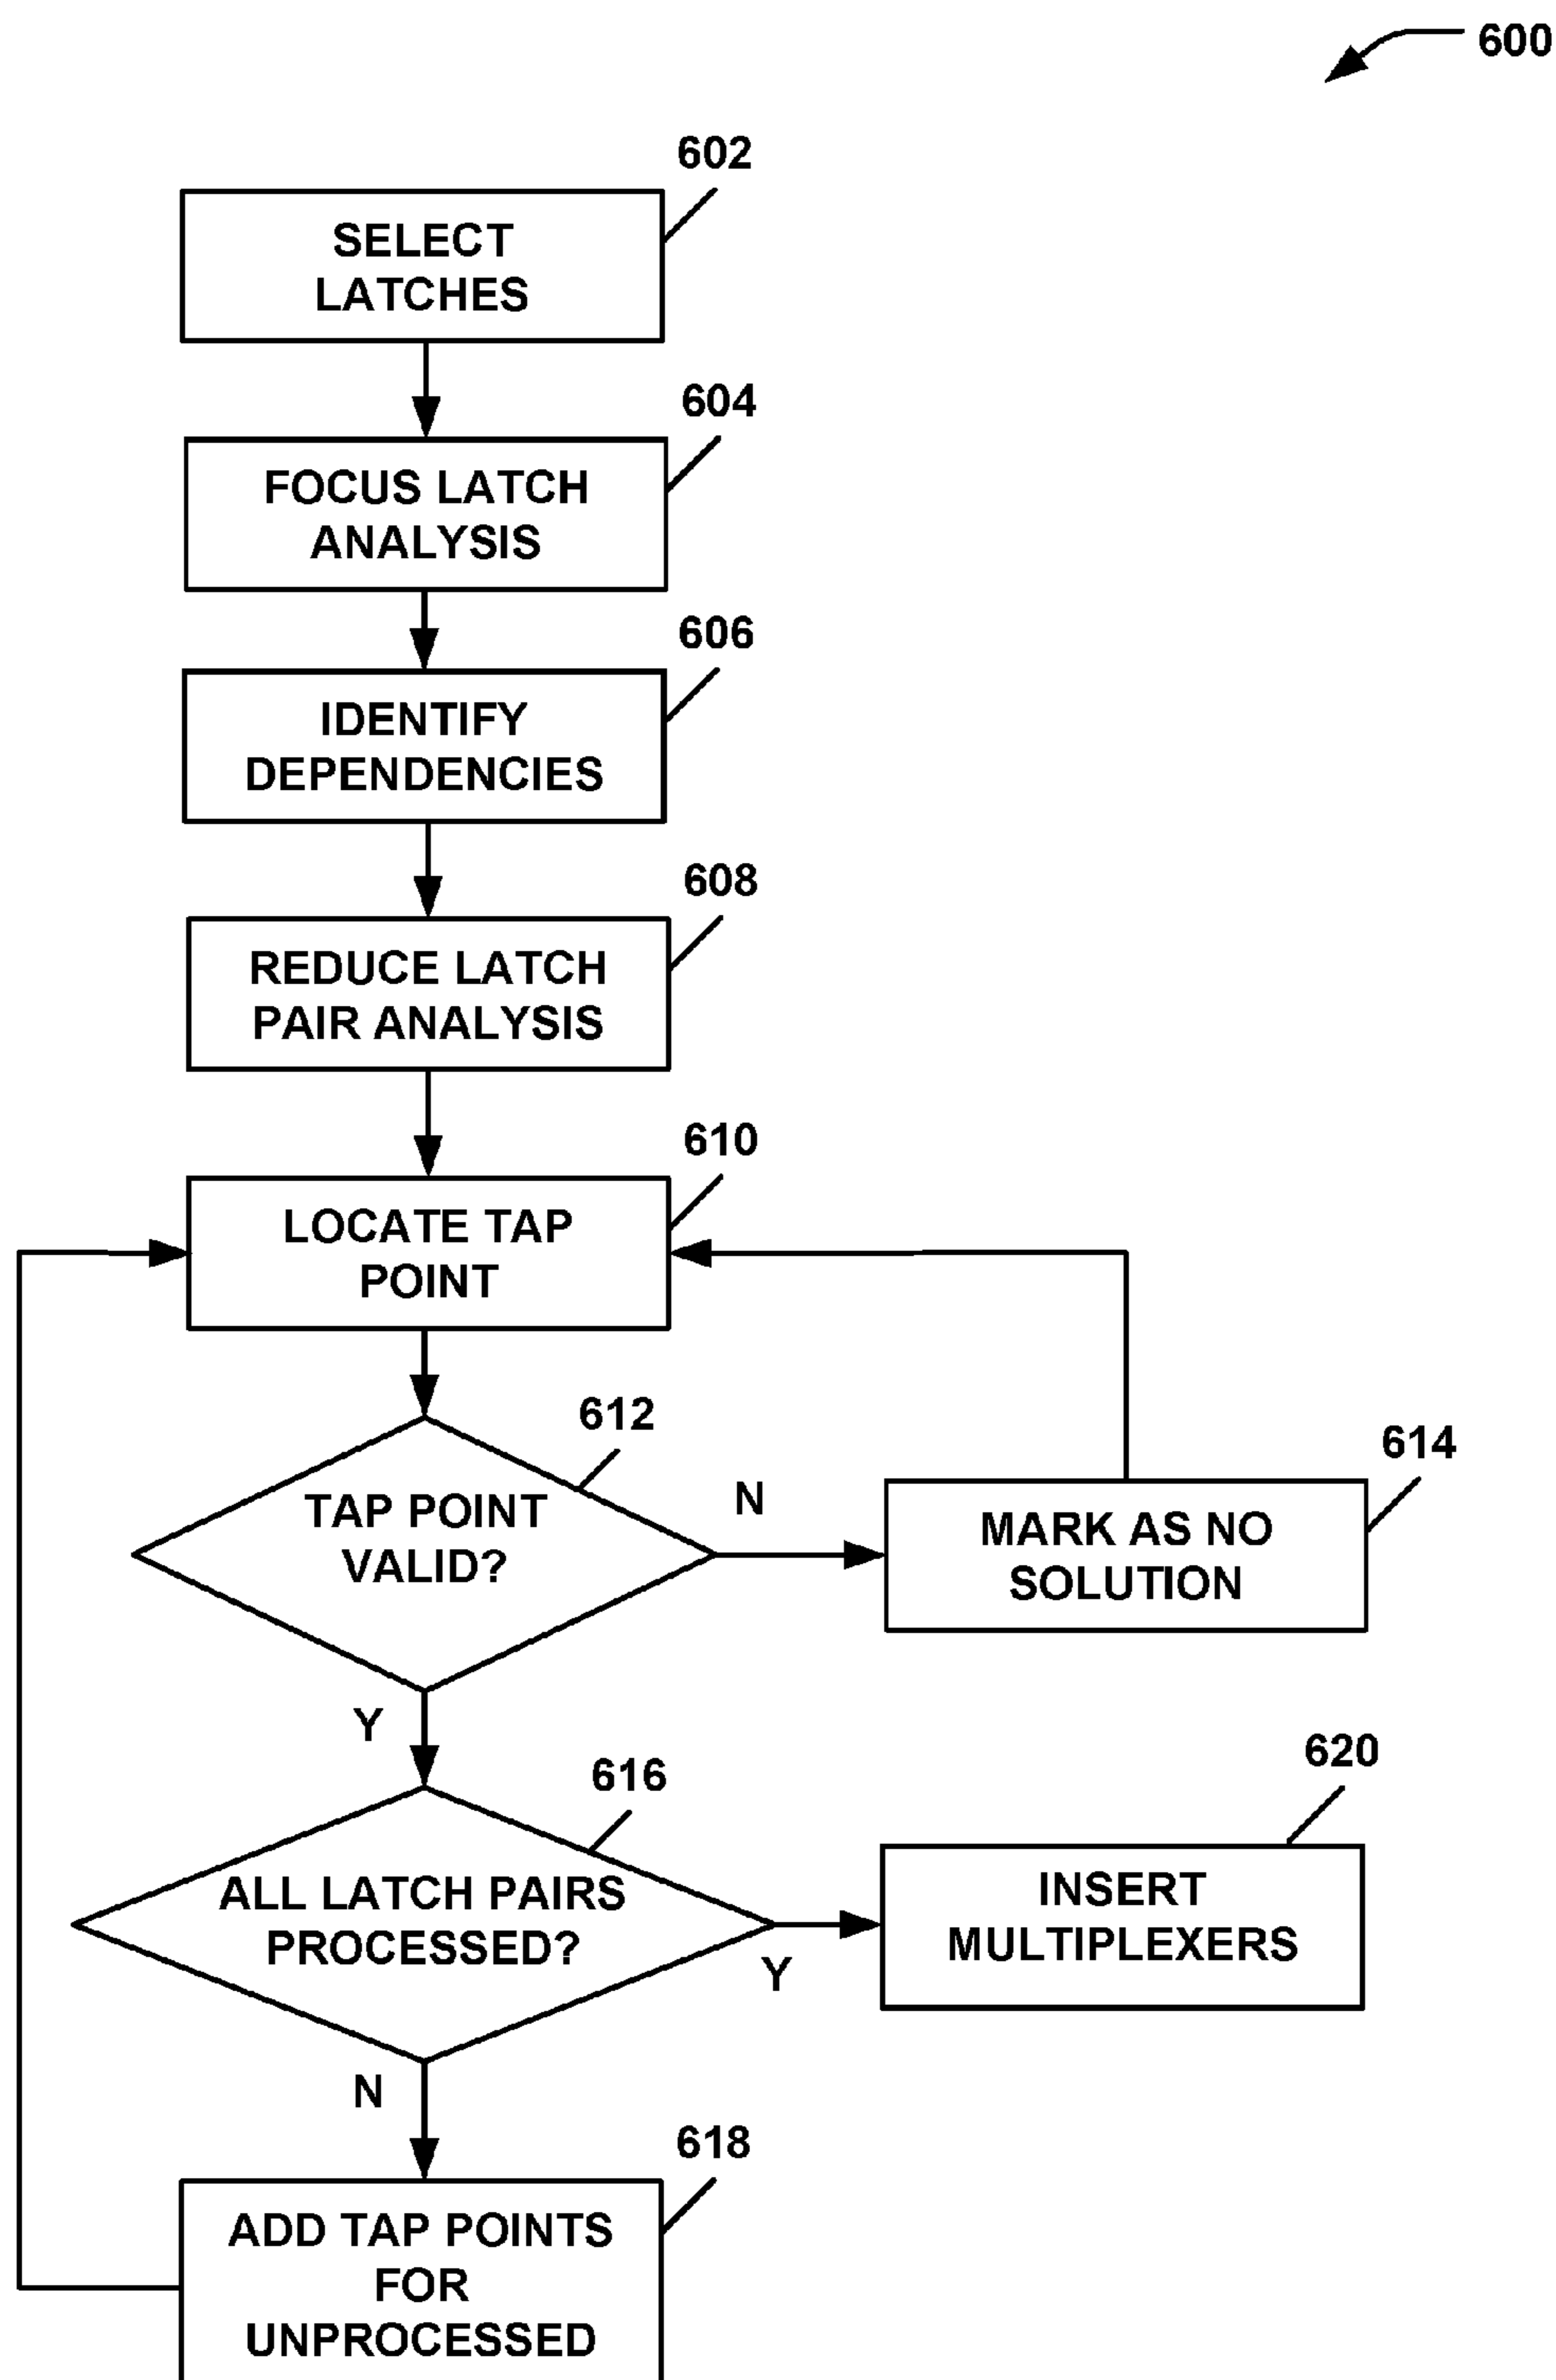 600
602
SELECT
LATCHES
604
FOCUS LATCH
ANALYSIS
606
IDENTIFY
DEPENDENCIES
608
REDUCE LATCH
PAIR ANALYSIS
610
LOCATE TAP
POINT
612
TAP POINT
VALID?
N
614
MARK AS NO
SOLUTION
Y
616
ALL LATCH PAIRS
PROCESSED?
Y
620
INSERT
MULTIPLEXERS
N
618
ADD TAP POINTS
FOR
UNPROCESSED